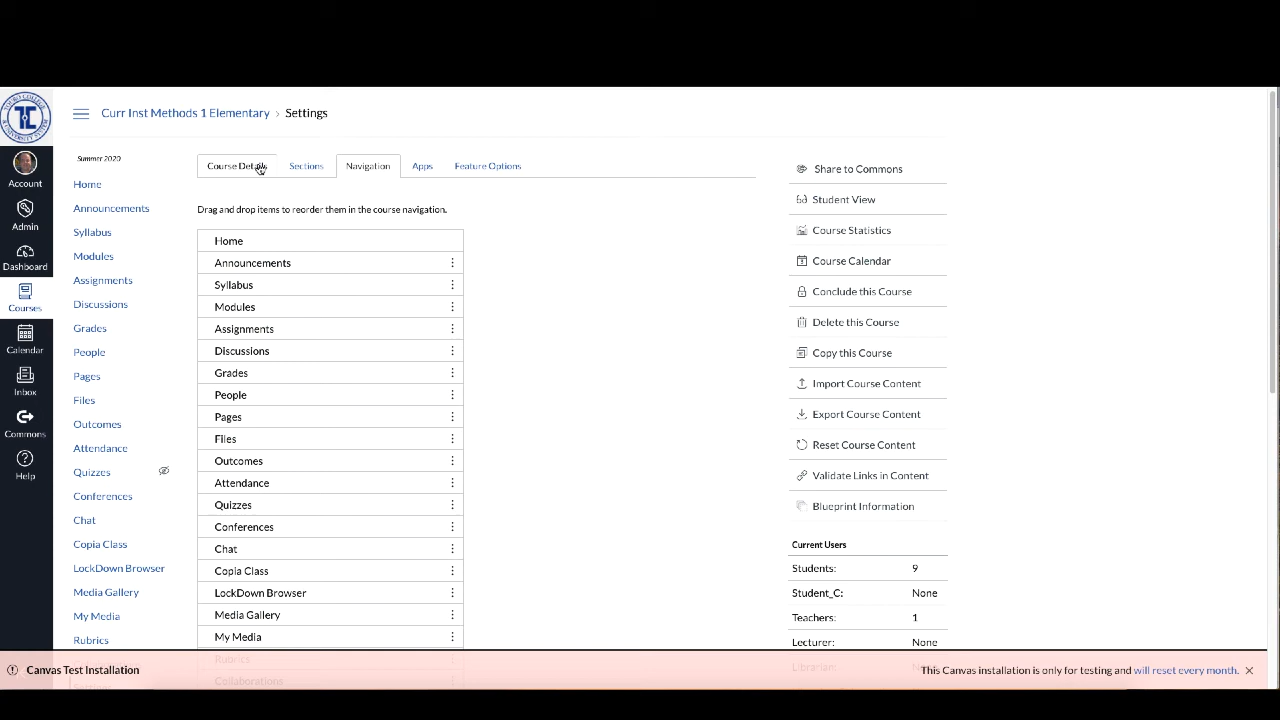 Curr Inst Methods 1 Elementary › Settings
Summer 2020
Account
Admin
Dashboard
Courses
Calendar
Inbox
Commons
Help
Home
Announcements
Syllabus
Modules
Assignments
Discussions
Grades
People
Pages
Files
Outcomes
Attendance
Quizzes
Conferences
Chat
Copia Class
LockDown Browser
Media Gallery
My Media
Rubrics
Course Details Sections Navigation Apps Feature Options
Drag and drop items to reorder them in the course navigation.
Home
Announcements
Syllabus
Modules
Assignments
Discussions
Grades
People
Pages
Files
Outcomes
Attendance
Quizzes
Conferences
Chat
Copia Class
LockDown Browser
Media Gallery
My Media
Rubrics
Collaborations
Share to Commons
Student View
Course Statistics
Course Calendar
Conclude this Course
Delete this Course
Copy this Course
Import Course Content
Export Course Content
Reset Course Content
Validate Links in Content
Blueprint Information
Current Users
Students: 9
Student_C: None
Teachers: 1
Lecturer: None
Librarian:
Canvas Test Installation
This Canvas installation is only for testing and will reset every month.